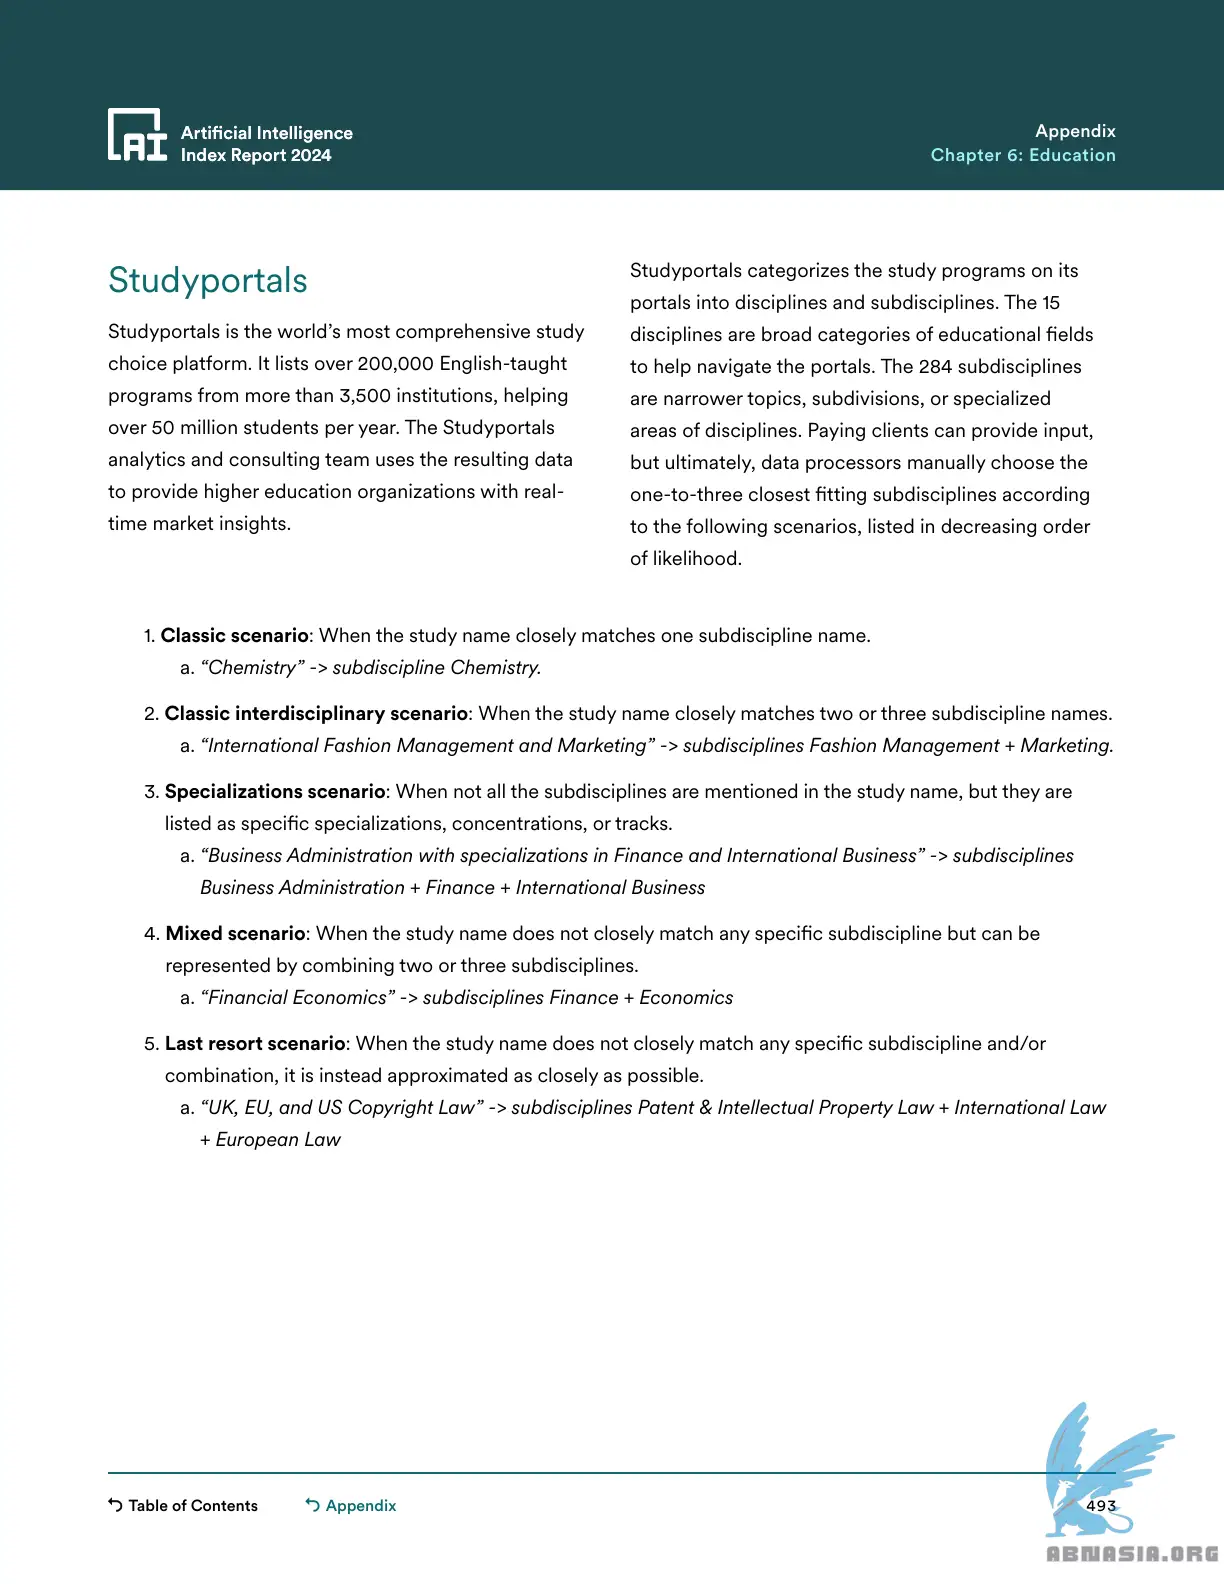 Artificial Intelligence
Index Report 2024
Appendix
Chapter 6: Education
Studyportals
Studyportals is the world’s most comprehensive study
choice platform. It lists over 200,000 English-taught
programs from more than 3,500 institutions, helping
over 50 million students per year. The Studyportals
analytics and consulting team uses the resulting data
to provide higher education organizations with real-
time market insights.
Studyportals categorizes the study programs on its
portals into disciplines and subdisciplines. The 15
disciplines are broad categories of educational fields
to help navigate the portals. The 284 subdisciplines
are narrower topics, subdivisions, or specialized
areas of disciplines. Paying clients can provide input,
but ultimately, data processors manually choose the
one-to-three closest fitting subdisciplines according
to the following scenarios, listed in decreasing order
of likelihood.
1. Classic scenario: When the study name closely matches one subdiscipline name.
a. “Chemistry” -> subdiscipline Chemistry.
2. Classic interdisciplinary scenario: When the study name closely matches two or three subdiscipline names.
a. “International Fashion Management and Marketing” -> subdisciplines Fashion Management + Marketing.
3. Specializations scenario: When not all the subdisciplines are mentioned in the study name, but they are
listed as specific specializations, concentrations, or tracks.
a. “Business Administration with specializations in Finance and International Business” -> subdisciplines
Business Administration + Finance + International Business
4. Mixed scenario: When the study name does not closely match any specific subdiscipline but can be
represented by combining two or three subdisciplines.
a. “Financial Economics” -> subdisciplines Finance + Economics
5. Last resort scenario: When the study name does not closely match any specific subdiscipline and/or
combination, it is instead approximated as closely as possible.
a. “UK, EU, and US Copyright Law” -> subdisciplines Patent & Intellectual Property Law + International Law
+ European Law
Table of Contents
Appendix
493
ABNASIA.ORG